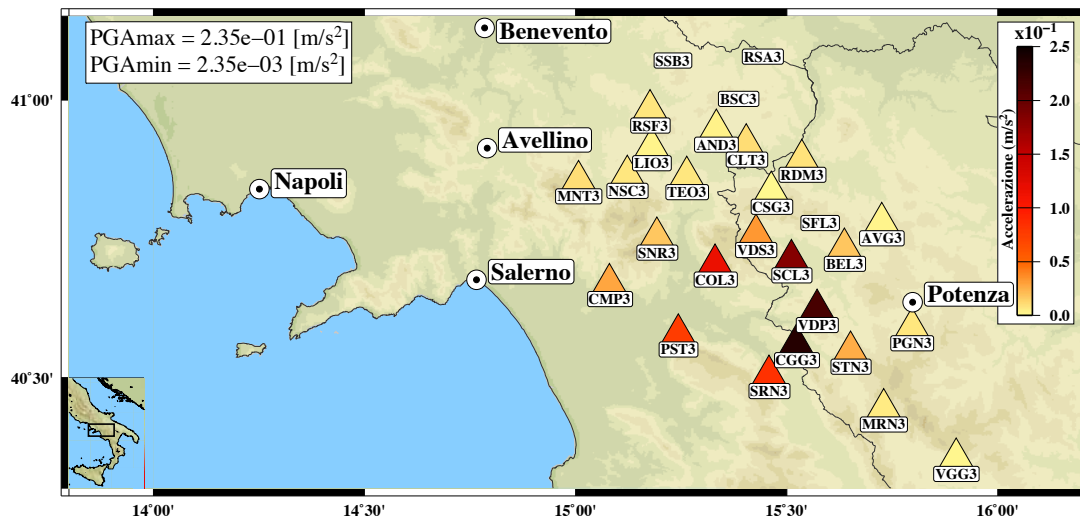 PGAmax = 2.35e−01 [m/s²]
PGAmin = 2.35e−03 [m/s²]
Benevento
SSB3
RSA3
x10⁻¹
2.5
2.0
1.5
1.0
0.5
0.0
Accelerazione (m/s²)
41˚00'
BSC3
RSF3
AND3
Avellino
CLT3
LIO3
RDM3
Napoli
MNT3
NSC3
TEO3
CSG3
SFL3
AVG3
SNR3
VDS3
BEL3
Salerno
COL3
SCL3
CMP3
Potenza
VDP3
PST3
CGG3
STN3
PGN3
40˚30'
SRN3
MRN3
VGG3
14˚00'
14˚30'
15˚00'
15˚30'
16˚00'